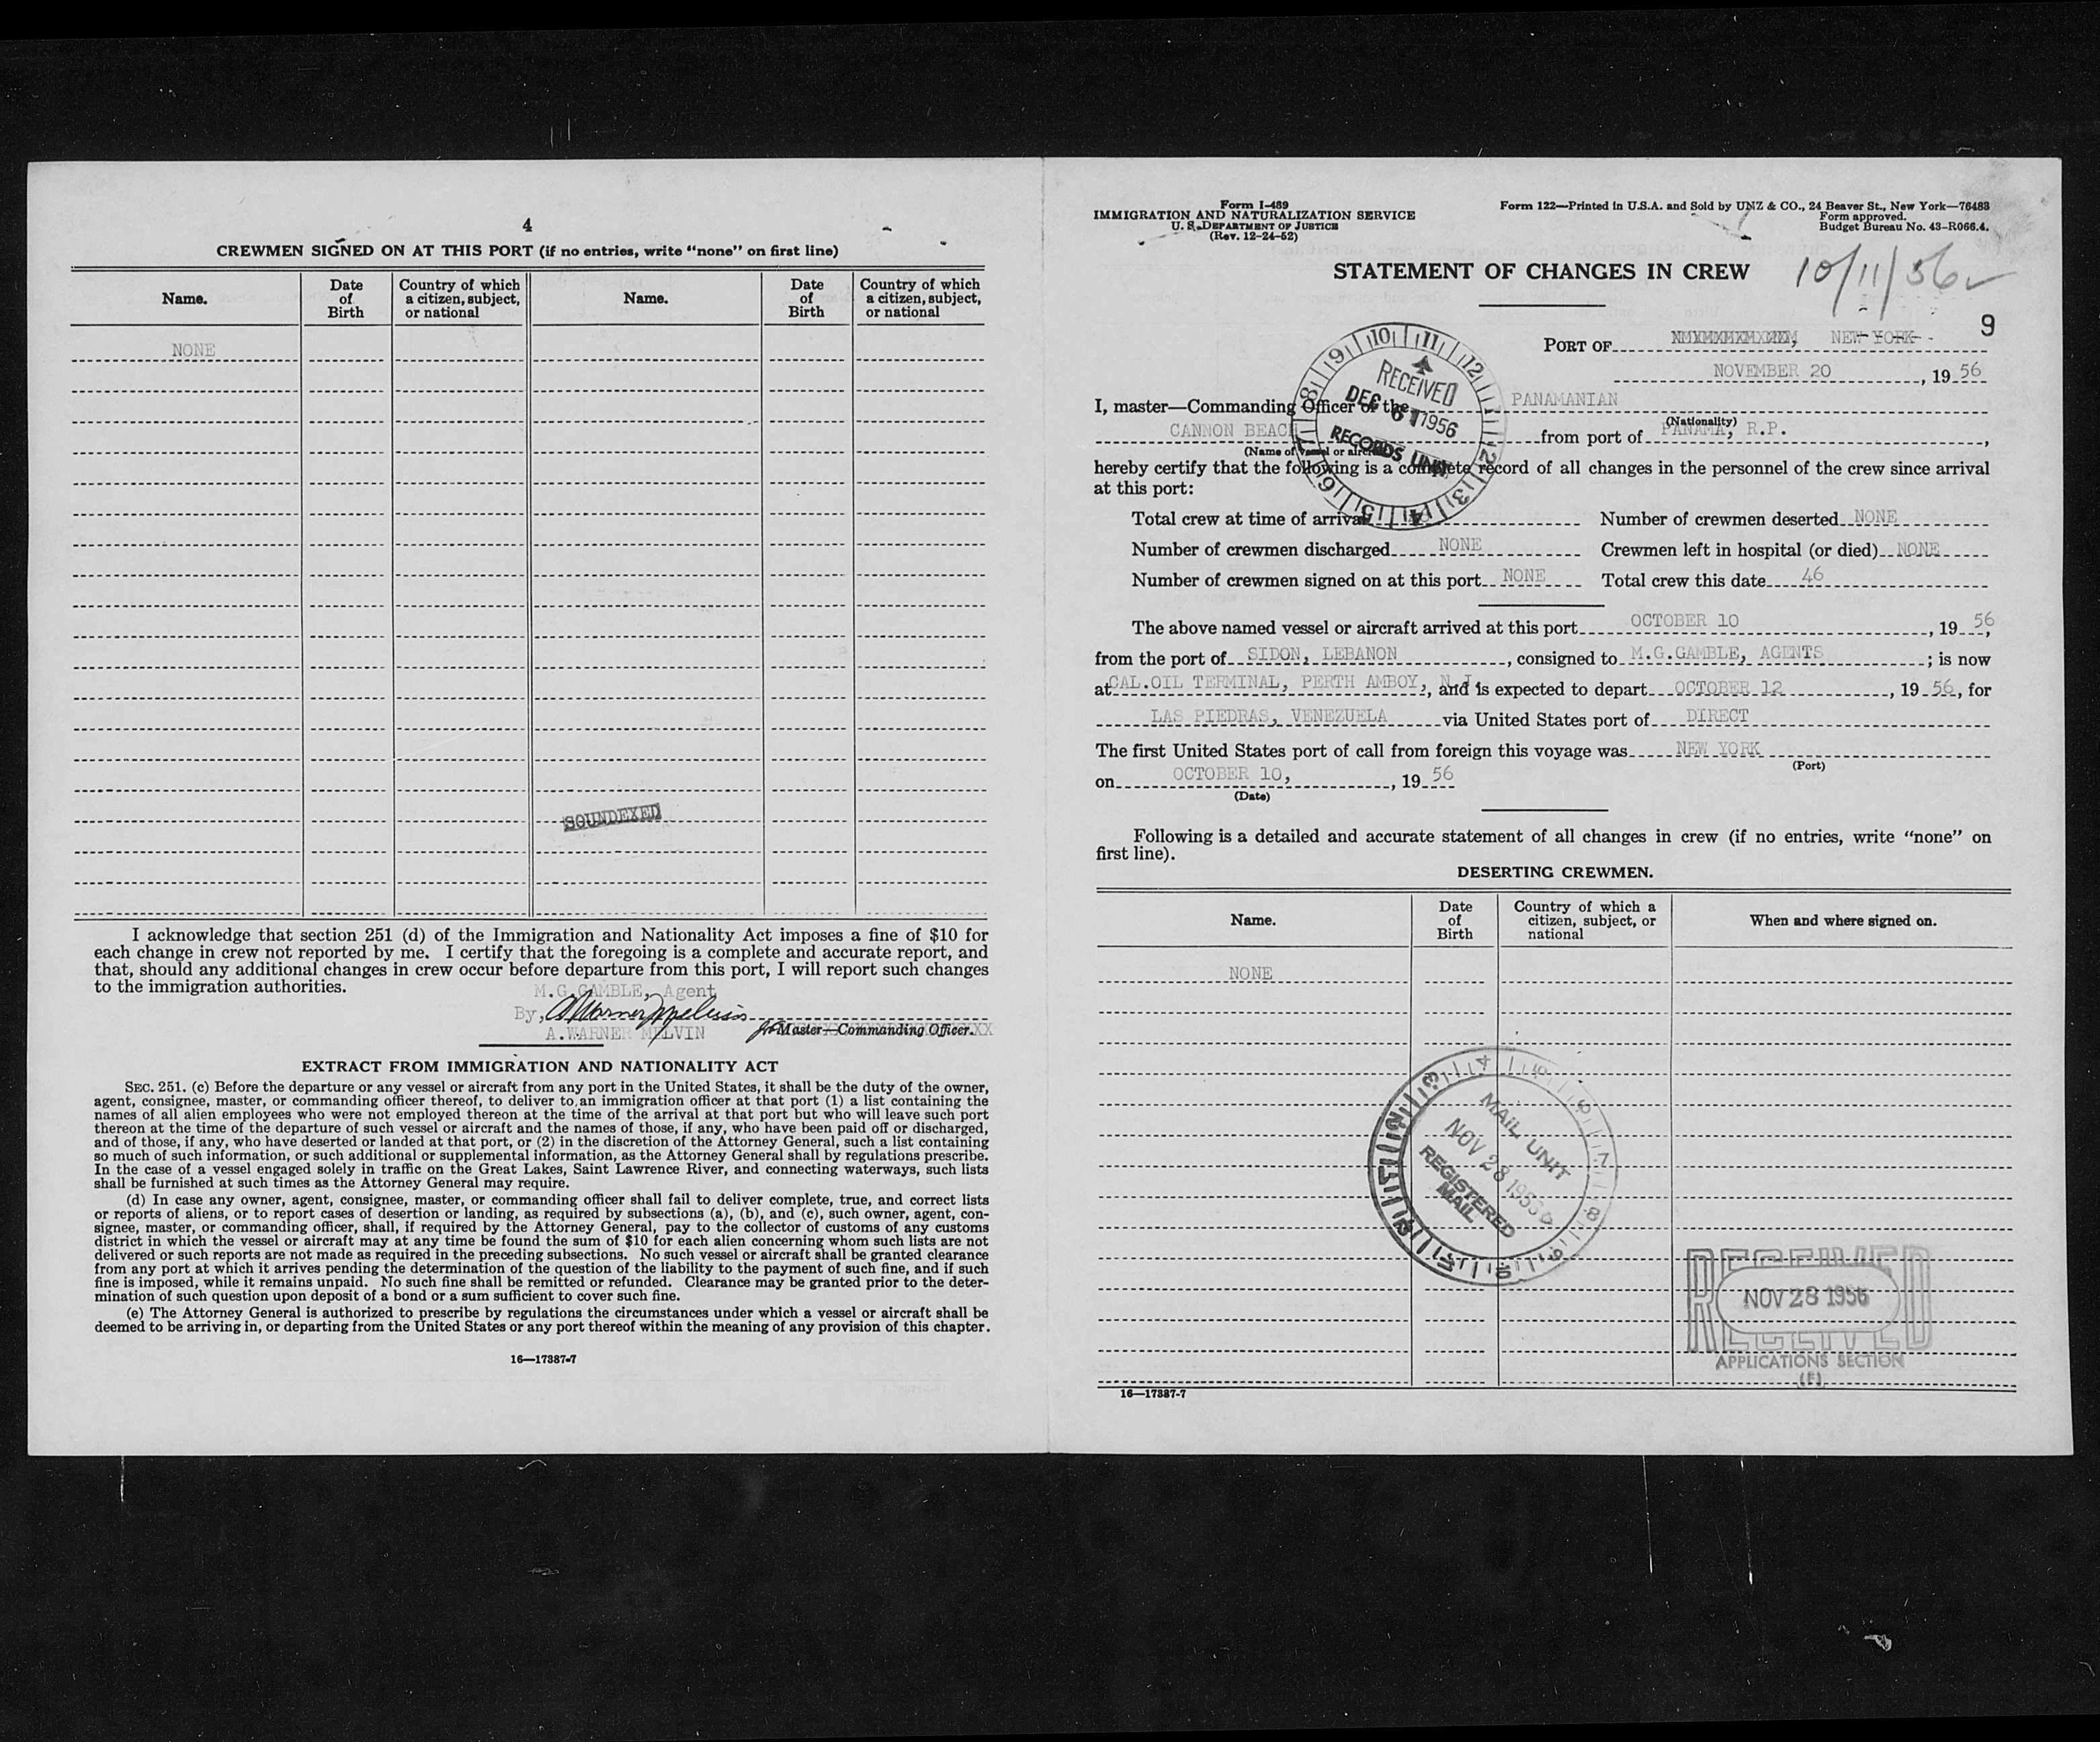 4
CREWMEN SIGNED ON AT THIS PORT (if no entries, write "none" on first line)
Name.
Date of Birth
Country of which a citizen, subject, or national
Name.
Date of Birth
Country of which a citizen, subject, or national
NONE
SOUNDEXED
I acknowledge that section 251 (d) of the Immigration and Nationality Act imposes a fine of $10 for
each change in crew not reported by me. I certify that the foregoing is a complete and accurate report, and
that, should any additional changes in crew occur before departure from this port, I will report such changes
to the immigration authorities.
M.G.GAMBLE, Agent
By,
A.WARNER MELVIN
for Master—Commanding Officer.
EXTRACT FROM IMMIGRATION AND NATIONALITY ACT
SEC. 251. (c) Before the departure or any vessel or aircraft from any port in the United States, it shall be the duty of the owner,
agent, consignee, master, or commanding officer thereof, to deliver to an immigration officer at that port (1) a list containing the
names of all alien employees who were not employed thereon at the time of the arrival at that port but who will leave such port
thereon at the time of the departure of such vessel or aircraft and the names of those, if any, who have been paid off or discharged,
and of those, if any, who have deserted or landed at that port, or (2) in the discretion of the Attorney General, such a list containing
so much of such information, or such additional or supplemental information, as the Attorney General shall by regulations prescribe.
In the case of a vessel engaged solely in traffic on the Great Lakes, Saint Lawrence River, and connecting waterways, such lists
shall be furnished at such times as the Attorney General may require.
(d) In case any owner, agent, consignee, master, or commanding officer shall fail to deliver complete, true, and correct lists
or reports of aliens, or to report cases of desertion or landing, as required by subsections (a), (b), and (c), such owner, agent, con-
signee, master, or commanding officer, shall, if required by the Attorney General, pay to the collector of customs of any customs
district in which the vessel or aircraft may at any time be found the sum of $10 for each alien concerning whom such lists are not
delivered or such reports are not made as required in the preceding subsections. No such vessel or aircraft shall be granted clearance
from any port at which it arrives pending the determination of the question of the liability to the payment of such fine, and if such
fine is imposed, while it remains unpaid. No such fine shall be remitted or refunded. Clearance may be granted prior to the deter-
mination of such question upon deposit of a bond or a sum sufficient to cover such fine.
(e) The Attorney General is authorized to prescribe by regulations the circumstances under which a vessel or aircraft shall be
deemed to be arriving in, or departing from the United States or any port thereof within the meaning of any provision of this chapter.
16—17387-7
Form I-489
IMMIGRATION AND NATURALIZATION SERVICE
U. S. DEPARTMENT OF JUSTICE
(Rev. 12-24-52)
Form 122—Printed in U.S.A. and Sold by UNZ & CO., 24 Beaver St., New York—76483
Form approved.
Budget Bureau No. 43-R066.4.
STATEMENT OF CHANGES IN CREW
10/11/56
9
PORT OF NEW YORK
NOVEMBER 20, 19 56
I, master—Commanding Officer of the PANAMANIAN
(Nationality)
CANNON BEACH from port of PANAMA, R.P.,
(Name of vessel or aircraft)
hereby certify that the following is a complete record of all changes in the personnel of the crew since arrival
at this port:
RECEIVED
DEC 6 1956
RECORDS UNIT
Total crew at time of arrival
Number of crewmen deserted NONE
Number of crewmen discharged NONE
Crewmen left in hospital (or died) NONE
Number of crewmen signed on at this port NONE
Total crew this date 46
The above named vessel or aircraft arrived at this port OCTOBER 10, 19 56,
from the port of SIDON, LEBANON, consigned to M.G.GAMBLE, AGENTS; is now
at CAL.OIL TERMINAL, PERTH AMBOY, N.J., and is expected to depart OCTOBER 12, 19 56, for
LAS PIEDRAS, VENEZUELA via United States port of DIRECT
The first United States port of call from foreign this voyage was NEW YORK
(Port)
on OCTOBER 10, , 19 56
(Date)
Following is a detailed and accurate statement of all changes in crew (if no entries, write "none" on
first line).
DESERTING CREWMEN.
Name.
Date of Birth
Country of which a citizen, subject, or national
When and where signed on.
NONE
MAIL UNIT
NOV 28 1956
REGISTERED MAIL
RECEIVED
NOV 28 1956
RECEIVED
APPLICATIONS SECTION
(E)
16—17387-7